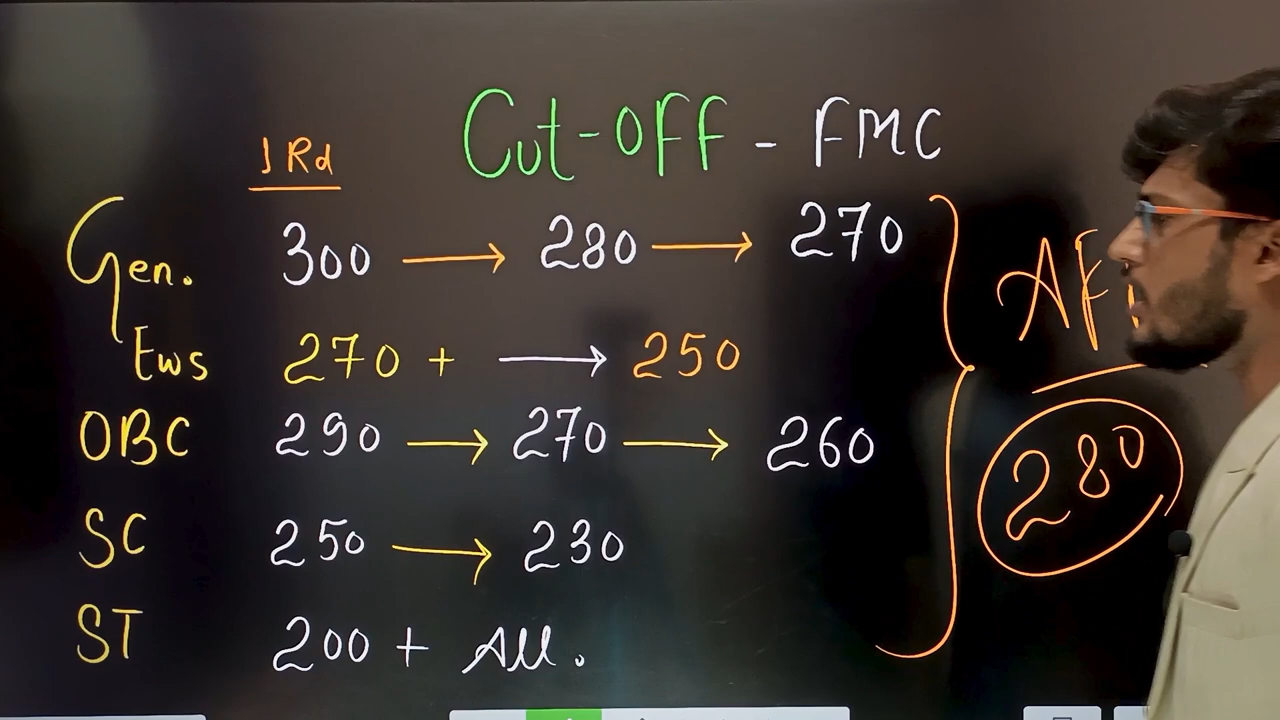 Cut-OFF - FMC
1 Rd
Gen. 300 → 280 → 270
Ews 270 + → 250
OBC 290 → 270 → 260
SC 250 → 230
ST 200 + All.
280